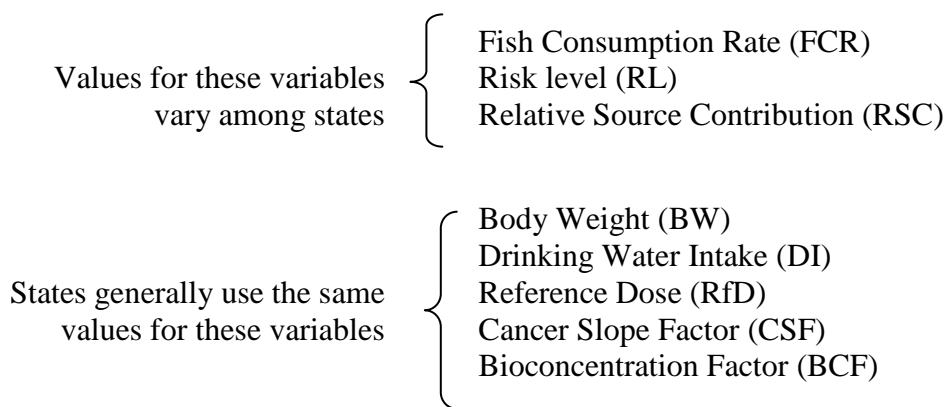 Values for these variables
vary among states
Fish Consumption Rate (FCR)
Risk level (RL)
Relative Source Contribution (RSC)
States generally use the same
values for these variables
Body Weight (BW)
Drinking Water Intake (DI)
Reference Dose (RfD)
Cancer Slope Factor (CSF)
Bioconcentration Factor (BCF)